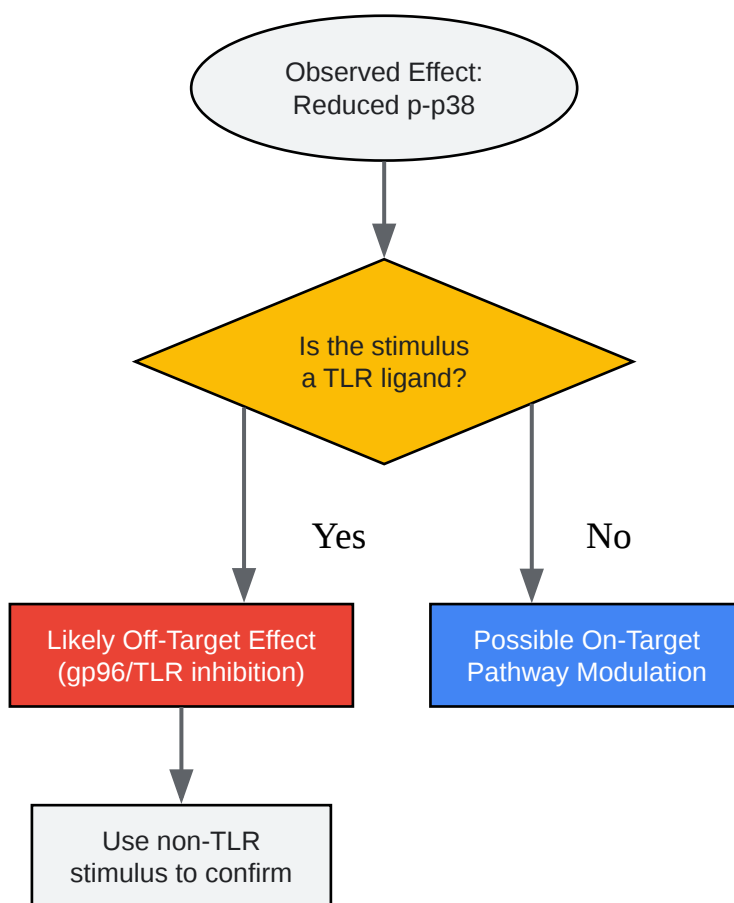 Observed Effect:
Reduced p-p38
Is the stimulus
a TLR ligand?
Yes
No
Likely Off-Target Effect
(gp96/TLR inhibition)
Possible On-Target
Pathway Modulation
Use non-TLR
stimulus to confirm